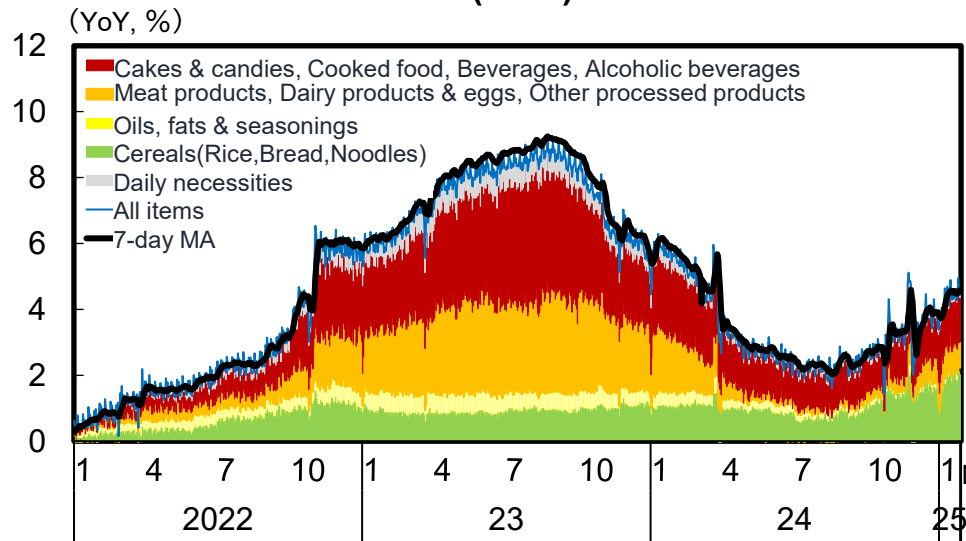 (YoY, %)
12
10
8
6
4
2
0
Cakes & candies, Cooked food, Beverages, Alcoholic beverages
Meat products, Dairy products & eggs, Other processed products
Oils, fats & seasonings
Cereals(Rice,Bread,Noodles)
Daily necessities
All items
7-day MA
1 4 7 10 1 4 7 10 1 4 7 10 1
2022 23 24 25